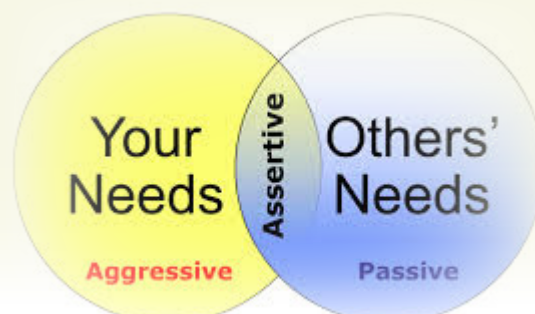 Your
Needs
Aggressive
Assertive
Others’
Needs
Passive